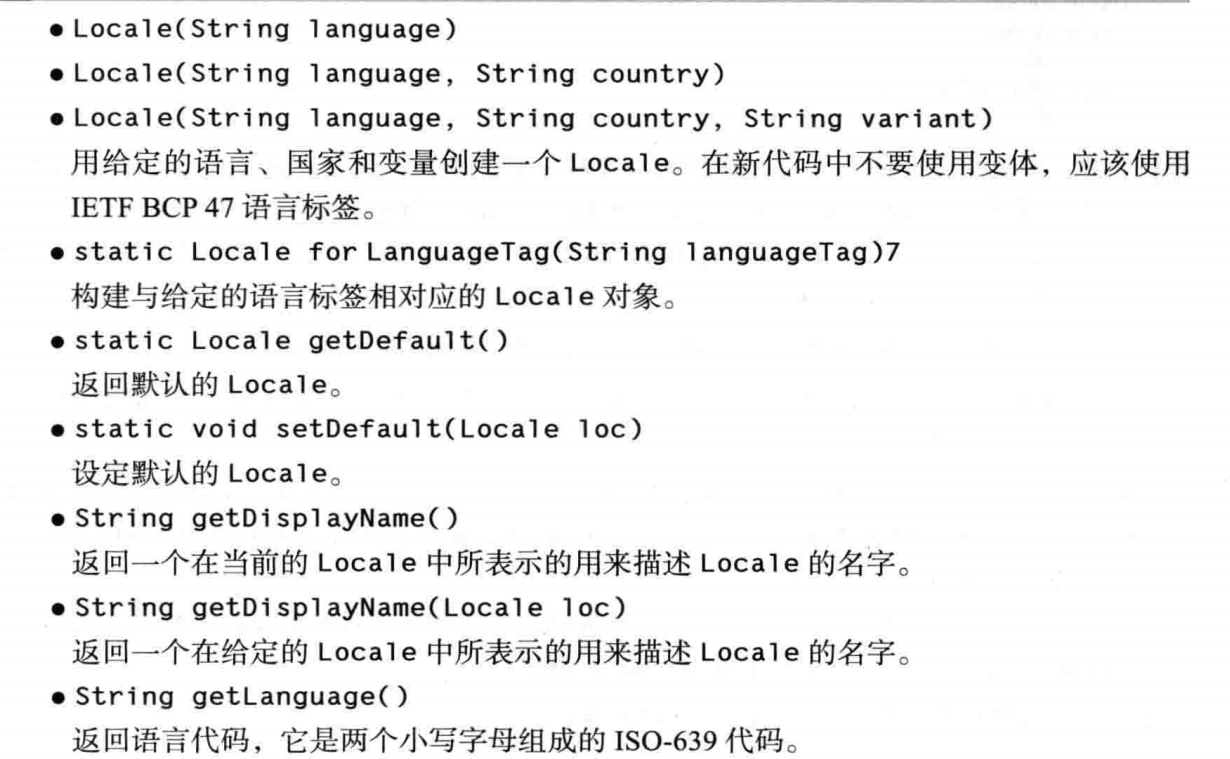 ● Locale(String language)
● Locale(String language, String country)
● Locale(String language, String country, String variant)
用给定的语言、国家和变量创建一个 Locale。在新代码中不要使用变体，应该使用
IETF BCP 47 语言标签。
● static Locale for LanguageTag(String languageTag)7
构建与给定的语言标签相对应的 Locale 对象。
● static Locale getDefault()
返回默认的 Locale。
● static void setDefault(Locale loc)
设定默认的 Locale。
● String getDisplayName()
返回一个在当前的 Locale 中所表示的用来描述 Locale 的名字。
● String getDisplayName(Locale loc)
返回一个在给定的 Locale 中所表示的用来描述 Locale 的名字。
● String getLanguage()
返回语言代码，它是两个小写字母组成的 ISO-639 代码。